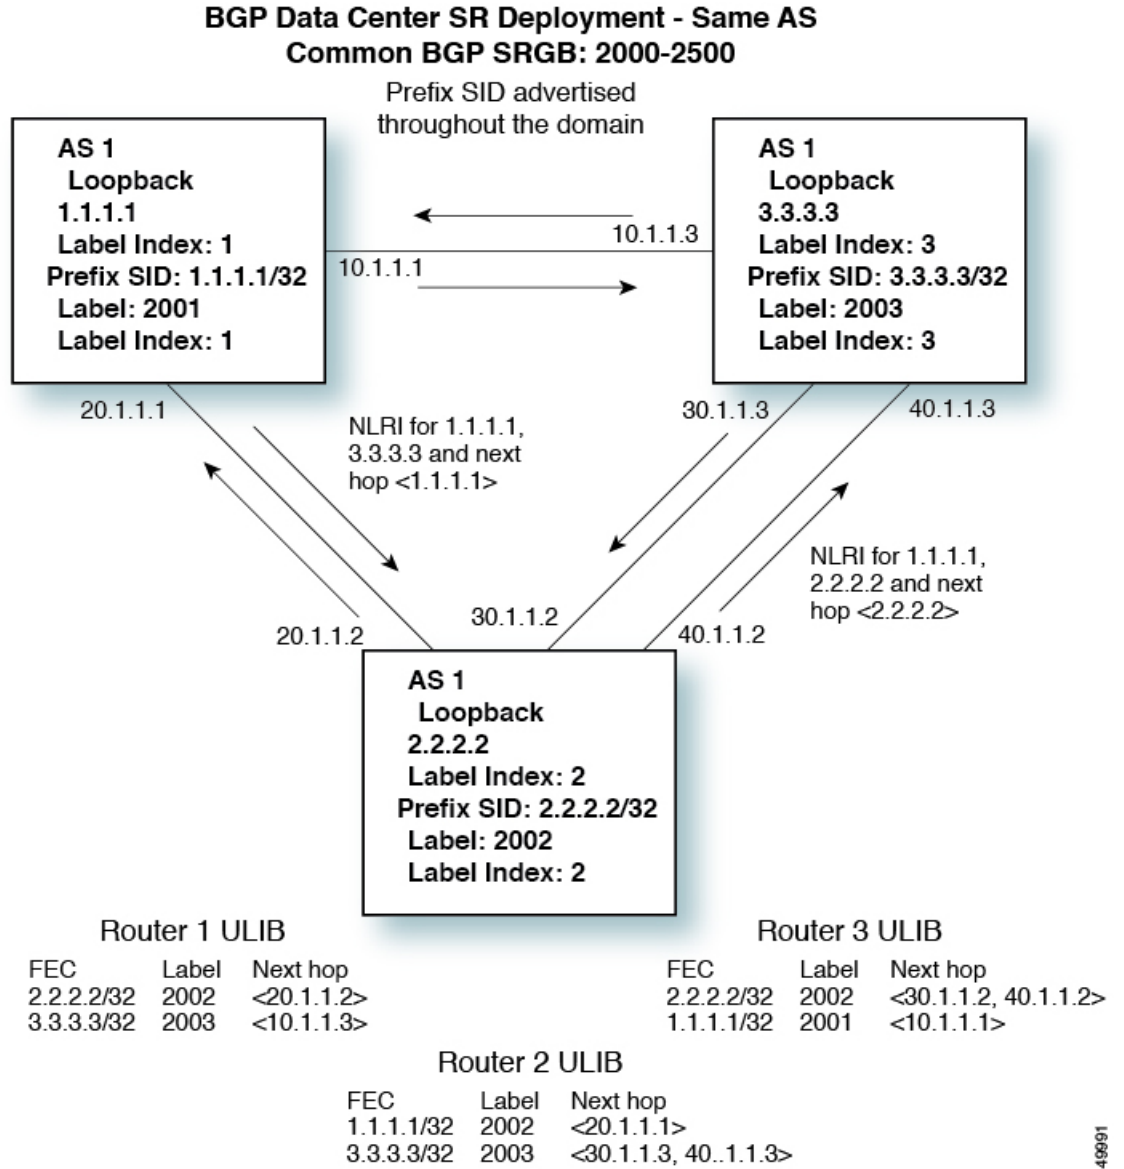 BGP Data Center SR Deployment - Same AS
Common BGP SRGB: 2000-2500
Prefix SID advertised
throughout the domain
AS 1
Loopback
1.1.1.1
Label Index: 1
Prefix SID: 1.1.1.1/32
Label: 2001
Label Index: 1
AS 1
Loopback
3.3.3.3
Label Index: 3
Prefix SID: 3.3.3.3/32
Label: 2003
Label Index: 3
10.1.1.3
10.1.1.1
20.1.1.1
NLRI for 1.1.1.1,
3.3.3.3 and next
hop <1.1.1.1>
30.1.1.3
40.1.1.3
NLRI for 1.1.1.1,
2.2.2.2 and next
hop <2.2.2.2>
20.1.1.2
30.1.1.2
40.1.1.2
AS 1
Loopback
2.2.2.2
Label Index: 2
Prefix SID: 2.2.2.2/32
Label: 2002
Label Index: 2
Router 1 ULIB
FEC Label Next hop
2.2.2.2/32 2002 <20.1.1.2>
3.3.3.3/32 2003 <10.1.1.3>
Router 3 ULIB
FEC Label Next hop
2.2.2.2/32 2002 <30.1.1.2, 40.1.1.2>
1.1.1.1/32 2001 <10.1.1.1>
Router 2 ULIB
FEC Label Next hop
1.1.1.1/32 2002 <20.1.1.1>
3.3.3.3/32 2003 <30.1.1.3, 40..1.1.3>
49991